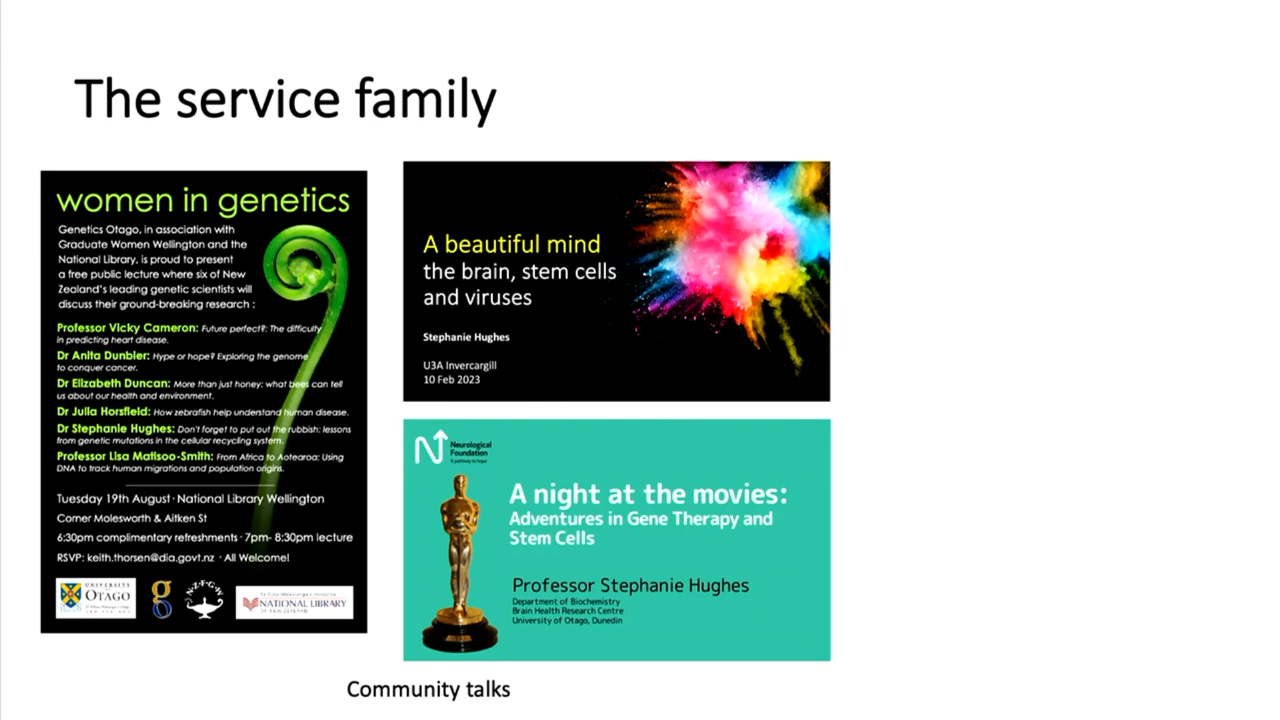 The service family
women in genetics
Genetics Otago, in association with
Graduate Women Wellington and the
National Library, is proud to present
a free public lecture where six of New
Zealand's leading genetic scientists will
discuss their ground-breaking research :
Professor Vicky Cameron: Future perfect?: The difficulty
in predicting heart disease.
Dr Anita Dunbier: Hype or hope? Exploring the genome
to conquer cancer.
Dr Elizabeth Duncan: More than just honey: what bees can tell
us about our health and environment.
Dr Julia Horsfield: How zebrafish help understand human disease.
Dr Stephanie Hughes: Don't forget to put out the rubbish: lessons
from genetic mutations in the cellular recycling system.
Professor Lisa Matisoo-Smith: From Africa to Aotearoa: Using
DNA to track human migrations and population origins.
Tuesday 19th August · National Library Wellington
Corner Molesworth & Aitken St
6:30pm complimentary refreshments · 7pm- 8:30pm lecture
RSVP: keith.thorsen@dia.govt.nz · All Welcome!
UNIVERSITY
of
OTAGO
g
N.Z.F.G.W
NATIONAL LIBRARY
OF NEW ZEALAND
A beautiful mind
the brain, stem cells
and viruses
Stephanie Hughes
U3A Invercargill
10 Feb 2023
Neurological
Foundation
A pathway to hope
A night at the movies:
Adventures in Gene Therapy and
Stem Cells
Professor Stephanie Hughes
Department of Biochemistry
Brain Health Research Centre
University of Otago, Dunedin
Community talks